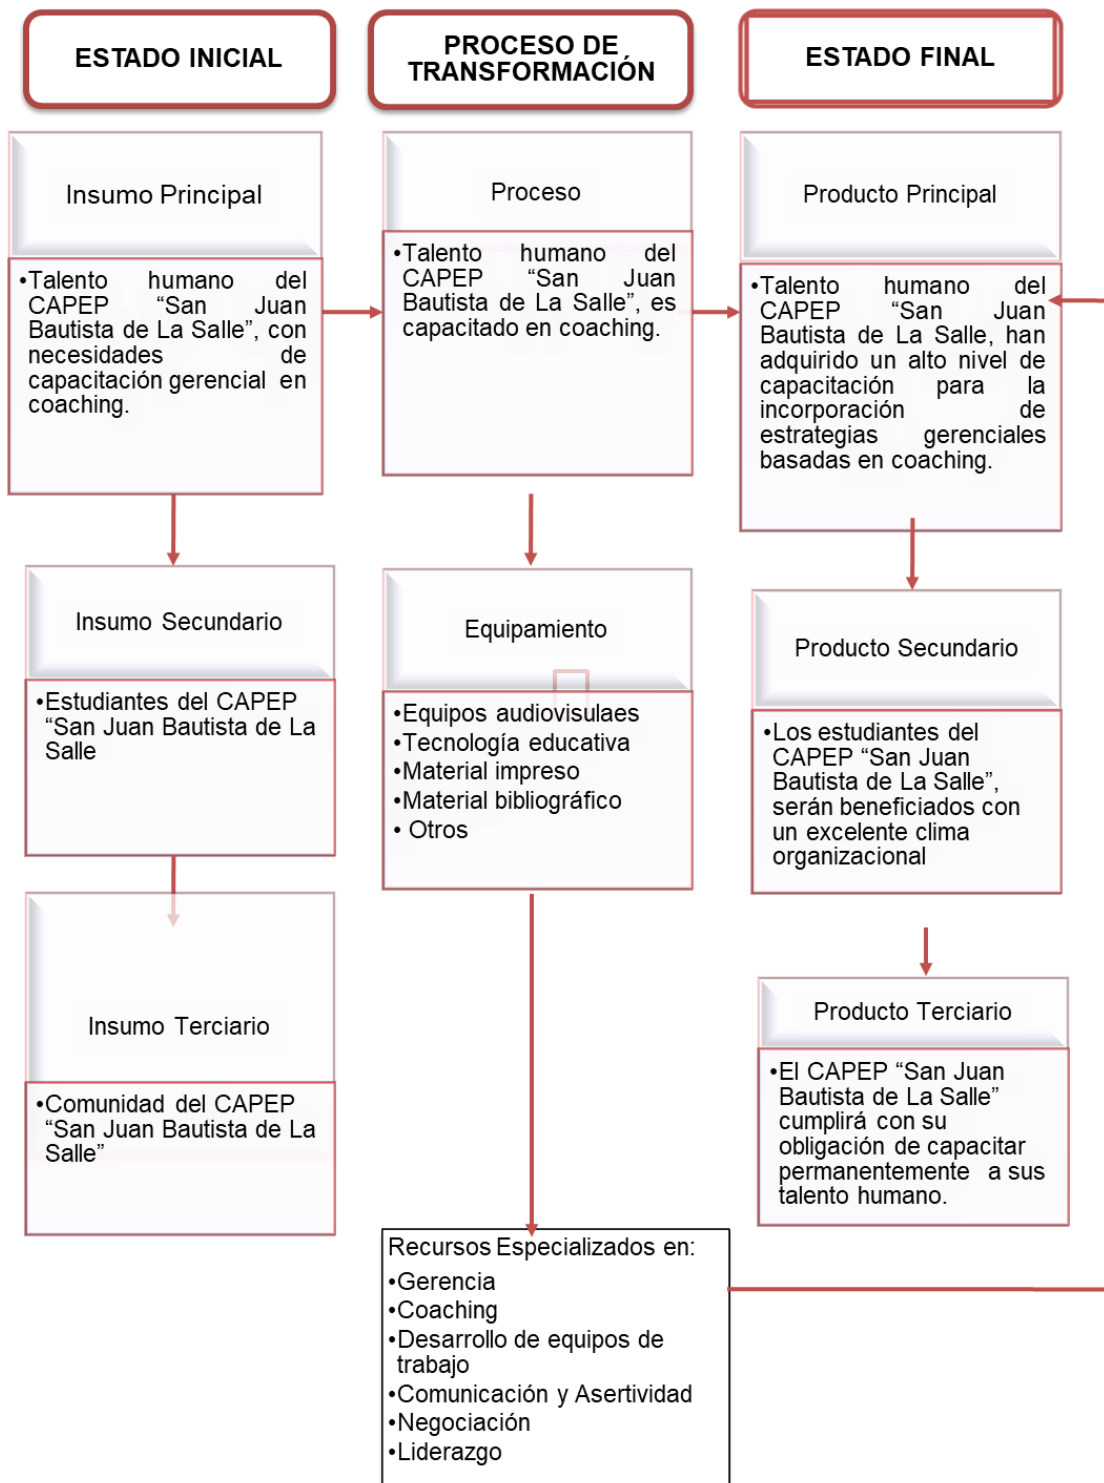 ESTADO INICIAL
PROCESO DE
TRANSFORMACIÓN
ESTADO FINAL
Insumo Principal
•Talento humano del
CAPEP “San Juan
Bautista de La Salle”, con
necesidades de
capacitación gerencial en
coaching.
Proceso
•Talento humano del
CAPEP “San Juan
Bautista de La Salle”, es
capacitado en coaching.
Producto Principal
•Talento humano del
CAPEP “San Juan
Bautista de La Salle, han
adquirido un alto nivel de
capacitación para la
incorporación de
estrategias gerenciales
basadas en coaching.
Insumo Secundario
•Estudiantes del CAPEP
“San Juan Bautista de La
Salle
Equipamiento
•Equipos audiovisulaes
•Tecnología educativa
•Material impreso
•Material bibliográfico
• Otros
Producto Secundario
•Los estudiantes del
CAPEP “San Juan
Bautista de La Salle”,
serán beneficiados con
un excelente clima
organizacional
Insumo Terciario
•Comunidad del CAPEP
“San Juan Bautista de La
Salle”
Producto Terciario
•El CAPEP “San Juan
Bautista de La Salle”
cumplirá con su
obligación de capacitar
permanentemente a sus
talento humano.
Recursos Especializados en:
•Gerencia
•Coaching
•Desarrollo de equipos de
trabajo
•Comunicación y Asertividad
•Negociación
•Liderazgo